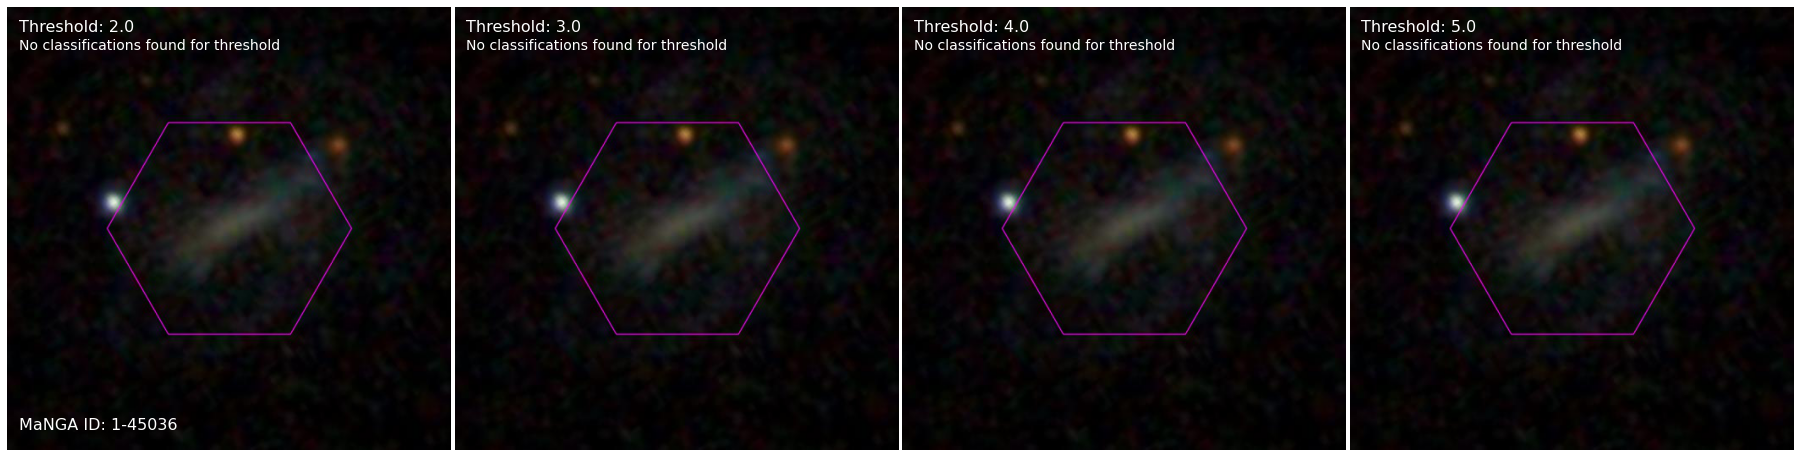 Threshold: 2.0
No classifications found for threshold
MaNGA ID: 1-45036
Threshold: 3.0
No classifications found for threshold
Threshold: 4.0
No classifications found for threshold
Threshold: 5.0
No classifications found for threshold